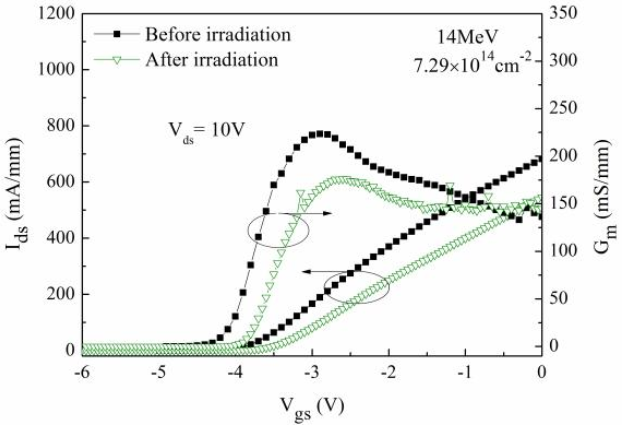 1200
1000
800
600
400
200
0
I_ds (mA/mm)
Before irradiation
After irradiation
V_ds= 10V
14MeV
7.29×10^14cm^-2
350
300
250
200
150
100
50
0
G_m (mS/mm)
-6 -5 -4 -3 -2 -1 0
V_gs (V)